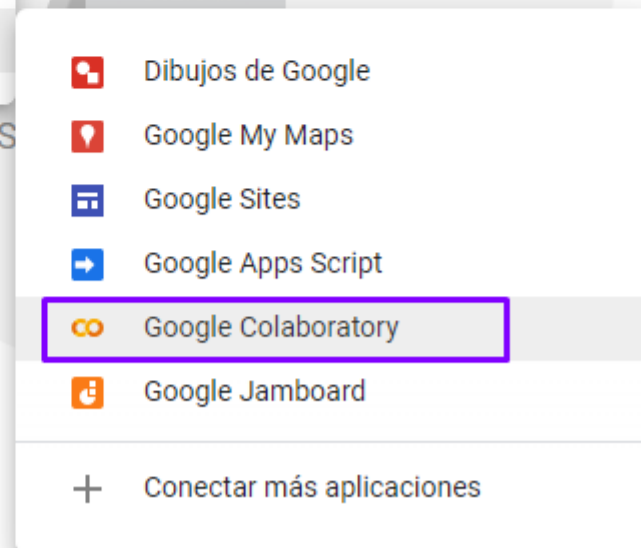 Dibujos de Google
Google My Maps
Google Sites
Google Apps Script
Google Colaboratory
Google Jamboard
Conectar más aplicaciones